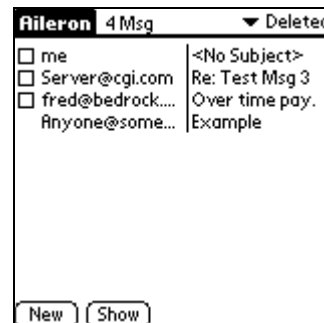 Aileron 4 Msg Deleted
me <No Subject>
Server@cgi.com Re: Test Msg 3
fred@bedrock.... Over time pay.
Anyone@some... Example
New Show